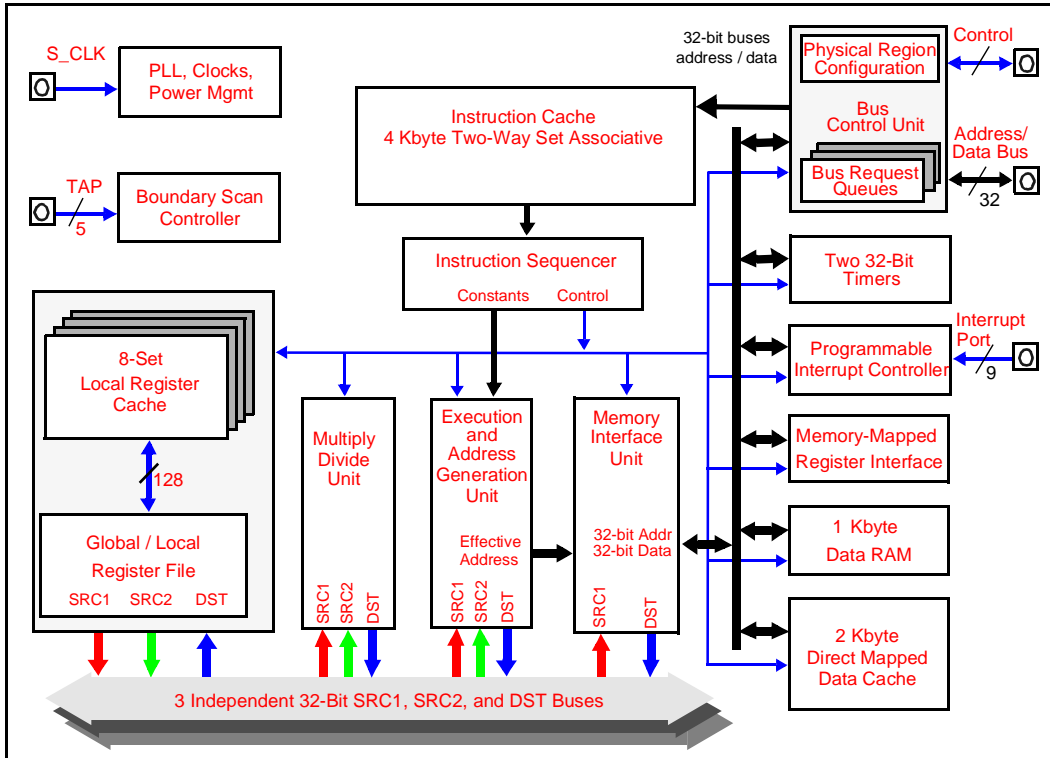 S_CLK
PLL, Clocks,
Power Mgmt
TAP
5
Boundary Scan
Controller
Instruction Cache
4 Kbyte Two-Way Set Associative
32-bit buses
address / data
Physical Region
Configuration
Bus
Control Unit
Bus Request
Queues
Control
Address/
Data Bus
32
Instruction Sequencer
Constants Control
Two 32-Bit
Timers
Programmable
Interrupt Controller
Interrupt
Port
9
Memory-Mapped
Register Interface
1 Kbyte
Data RAM
2 Kbyte
Direct Mapped
Data Cache
8-Set
Local Register
Cache
128
Global / Local
Register File
SRC1 SRC2 DST
Multiply
Divide
Unit
SRC1
SRC2
DST
Execution
and
Address
Generation
Unit
Effective
Address
SRC1
SRC2
DST
Memory
Interface
Unit
32-bit Addr
32-bit Data
SRC1
DST
3 Independent 32-Bit SRC1, SRC2, and DST Buses